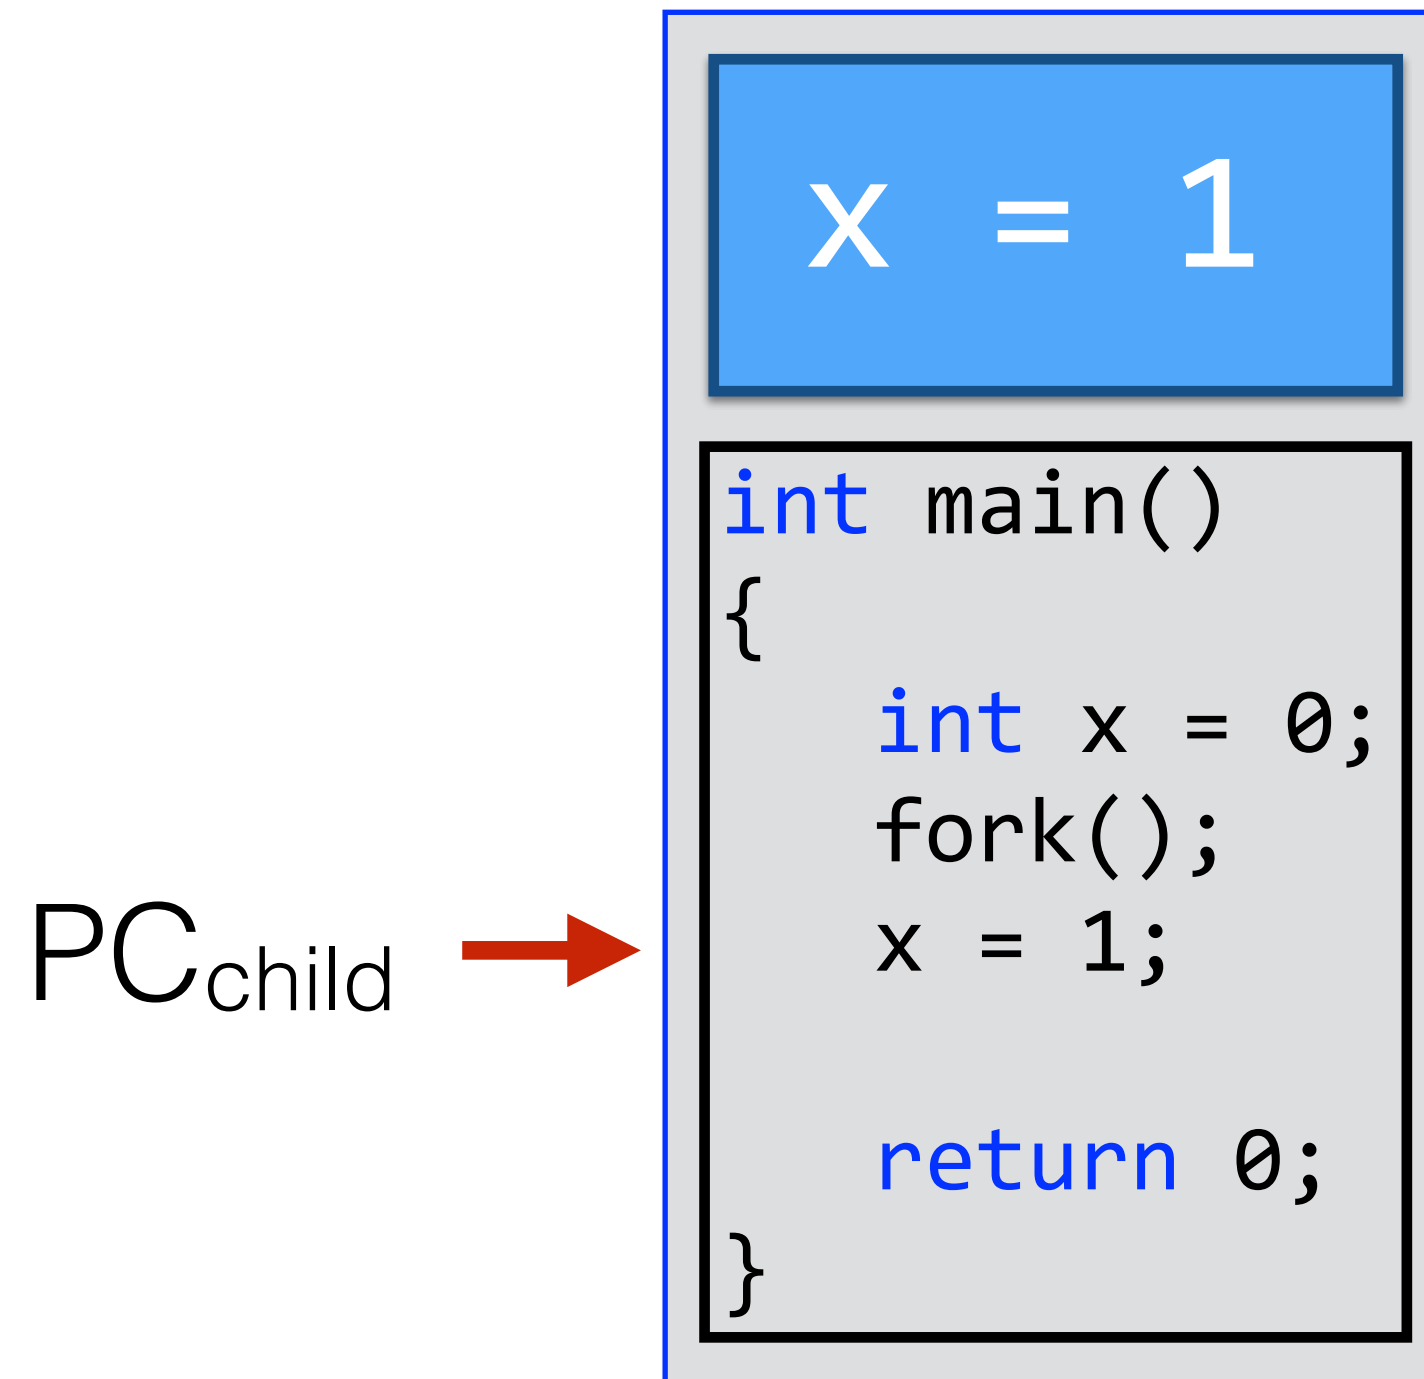 x = 1
int main()
{
int x = 0;
fork();
PCchild
x = 1;
return 0;
}